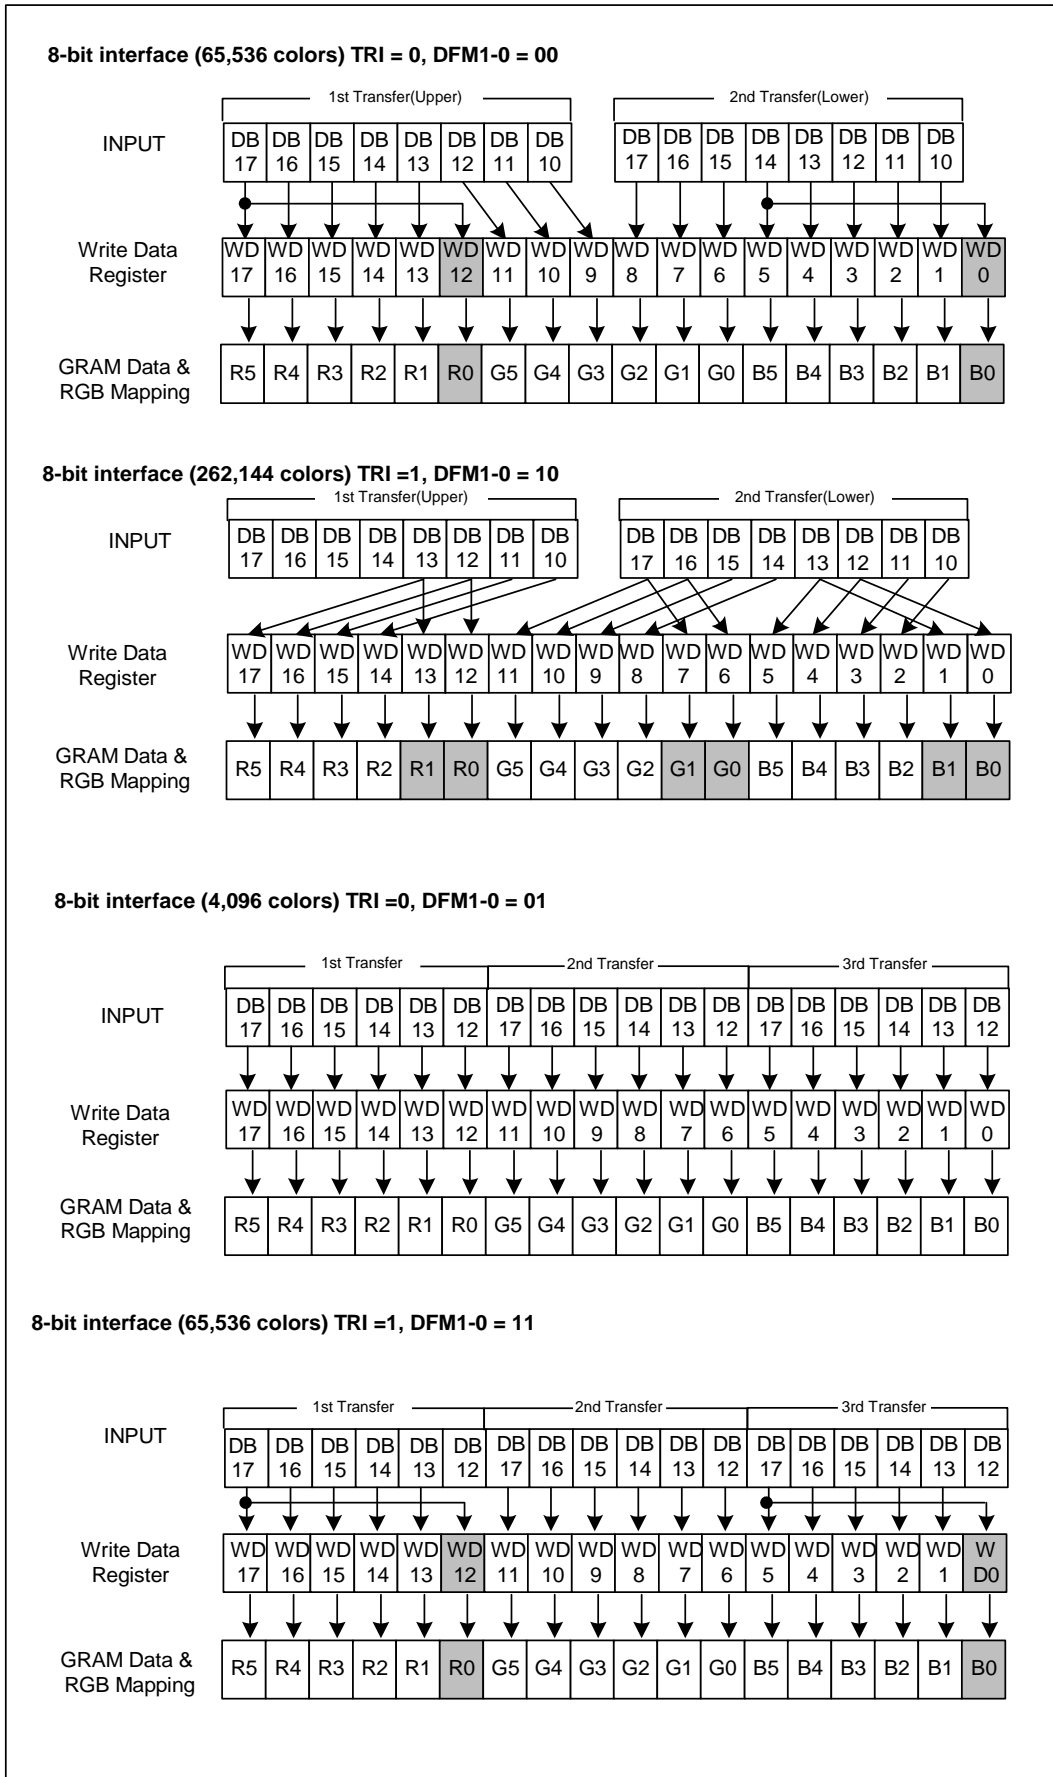 8-bit interface (65,536 colors) TRI = 0, DFM1-0 = 00
1st Transfer(Upper) 2nd Transfer(Lower)
INPUT
DB 17 DB 16 DB 15 DB 14 DB 13 DB 12 DB 11 DB 10 DB 17 DB 16 DB 15 DB 14 DB 13 DB 12 DB 11 DB 10
Write Data Register
WD 17 WD 16 WD 15 WD 14 WD 13 WD 12 WD 11 WD 10 WD 9 WD 8 WD 7 WD 6 WD 5 WD 4 WD 3 WD 2 WD 1 WD 0
GRAM Data & RGB Mapping
R5 R4 R3 R2 R1 R0 G5 G4 G3 G2 G1 G0 B5 B4 B3 B2 B1 B0
8-bit interface (262,144 colors) TRI =1, DFM1-0 = 10
1st Transfer(Upper) 2nd Transfer(Lower)
INPUT
DB 17 DB 16 DB 15 DB 14 DB 13 DB 12 DB 11 DB 10 DB 17 DB 16 DB 15 DB 14 DB 13 DB 12 DB 11 DB 10
Write Data Register
WD 17 WD 16 WD 15 WD 14 WD 13 WD 12 WD 11 WD 10 WD 9 WD 8 WD 7 WD 6 WD 5 WD 4 WD 3 WD 2 WD 1 WD 0
GRAM Data & RGB Mapping
R5 R4 R3 R2 R1 R0 G5 G4 G3 G2 G1 G0 B5 B4 B3 B2 B1 B0
8-bit interface (4,096 colors) TRI =0, DFM1-0 = 01
1st Transfer 2nd Transfer 3rd Transfer
INPUT
DB 17 DB 16 DB 15 DB 14 DB 13 DB 12 DB 17 DB 16 DB 15 DB 14 DB 13 DB 12 DB 17 DB 16 DB 15 DB 14 DB 13 DB 12
Write Data Register
WD 17 WD 16 WD 15 WD 14 WD 13 WD 12 WD 11 WD 10 WD 9 WD 8 WD 7 WD 6 WD 5 WD 4 WD 3 WD 2 WD 1 WD 0
GRAM Data & RGB Mapping
R5 R4 R3 R2 R1 R0 G5 G4 G3 G2 G1 G0 B5 B4 B3 B2 B1 B0
8-bit interface (65,536 colors) TRI =1, DFM1-0 = 11
1st Transfer 2nd Transfer 3rd Transfer
INPUT
DB 17 DB 16 DB 15 DB 14 DB 13 DB 12 DB 17 DB 16 DB 15 DB 14 DB 13 DB 12 DB 17 DB 16 DB 15 DB 14 DB 13 DB 12
Write Data Register
WD 17 WD 16 WD 15 WD 14 WD 13 WD 12 WD 11 WD 10 WD 9 WD 8 WD 7 WD 6 WD 5 WD 4 WD 3 WD 2 WD 1 W D0
GRAM Data & RGB Mapping
R5 R4 R3 R2 R1 R0 G5 G4 G3 G2 G1 G0 B5 B4 B3 B2 B1 B0